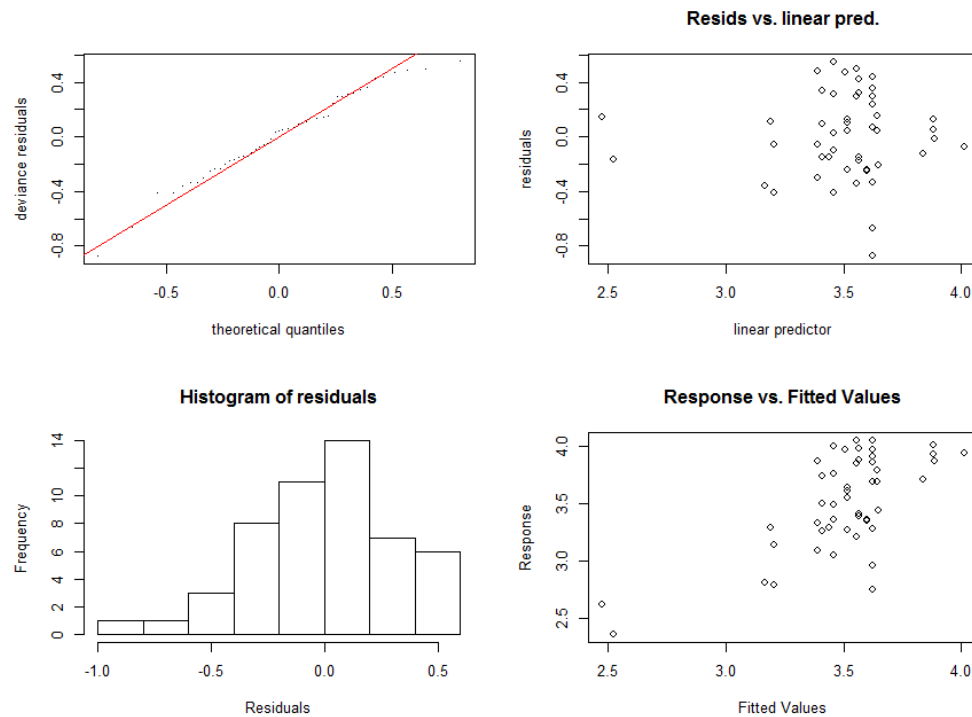 Resids vs. linear pred.
deviance residuals
-0.8 -0.4 0.0 0.4
-0.5 0.0 0.5
theoretical quantiles
residuals
-0.8 -0.4 0.0 0.4
2.5 3.0 3.5 4.0
linear predictor
Histogram of residuals
Frequency
0 2 4 6 8 10 14
-1.0 -0.5 0.0 0.5
Residuals
Response vs. Fitted Values
Response
2.5 3.0 3.5 4.0
2.5 3.0 3.5 4.0
Fitted Values